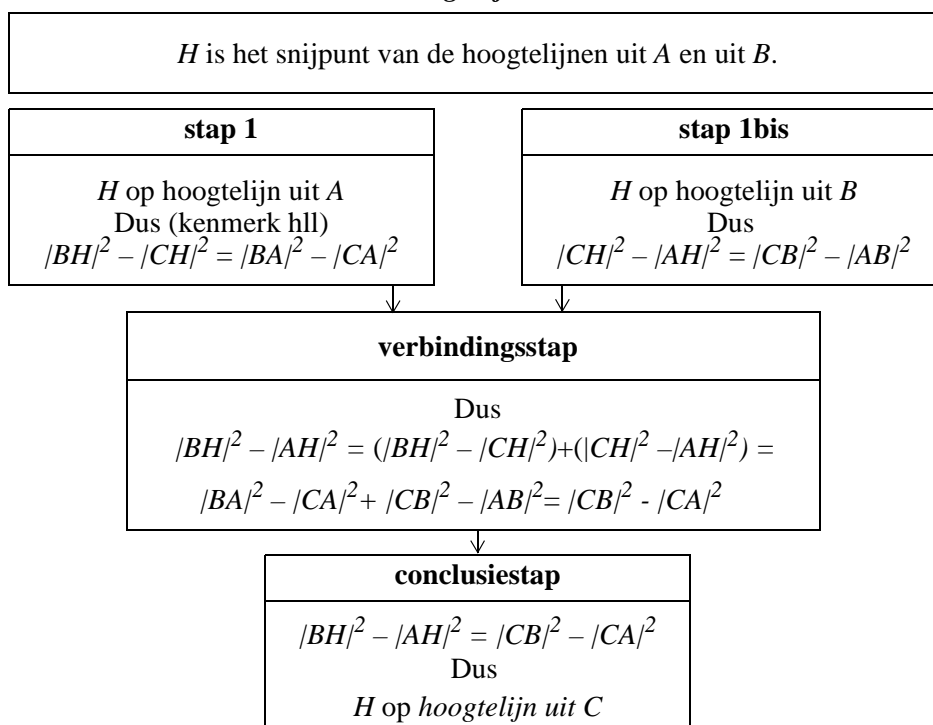 H is het snijpunt van de hoogtelijnen uit A en uit B.
stap 1
H op hoogtelijn uit A
Dus (kenmerk hll)
|BH|² – |CH|² = |BA|² – |CA|²
stap 1bis
H op hoogtelijn uit B
Dus
|CH|² – |AH|² = |CB|² – |AB|²
verbindingsstap
Dus
|BH|² – |AH|² = (|BH|² – |CH|²)+(|CH|² –|AH|²) =
|BA|² – |CA|²+ |CB|² – |AB|²= |CB|² - |CA|²
conclusiestap
|BH|² – |AH|² = |CB|² – |CA|²
Dus
H op hoogtelijn uit C